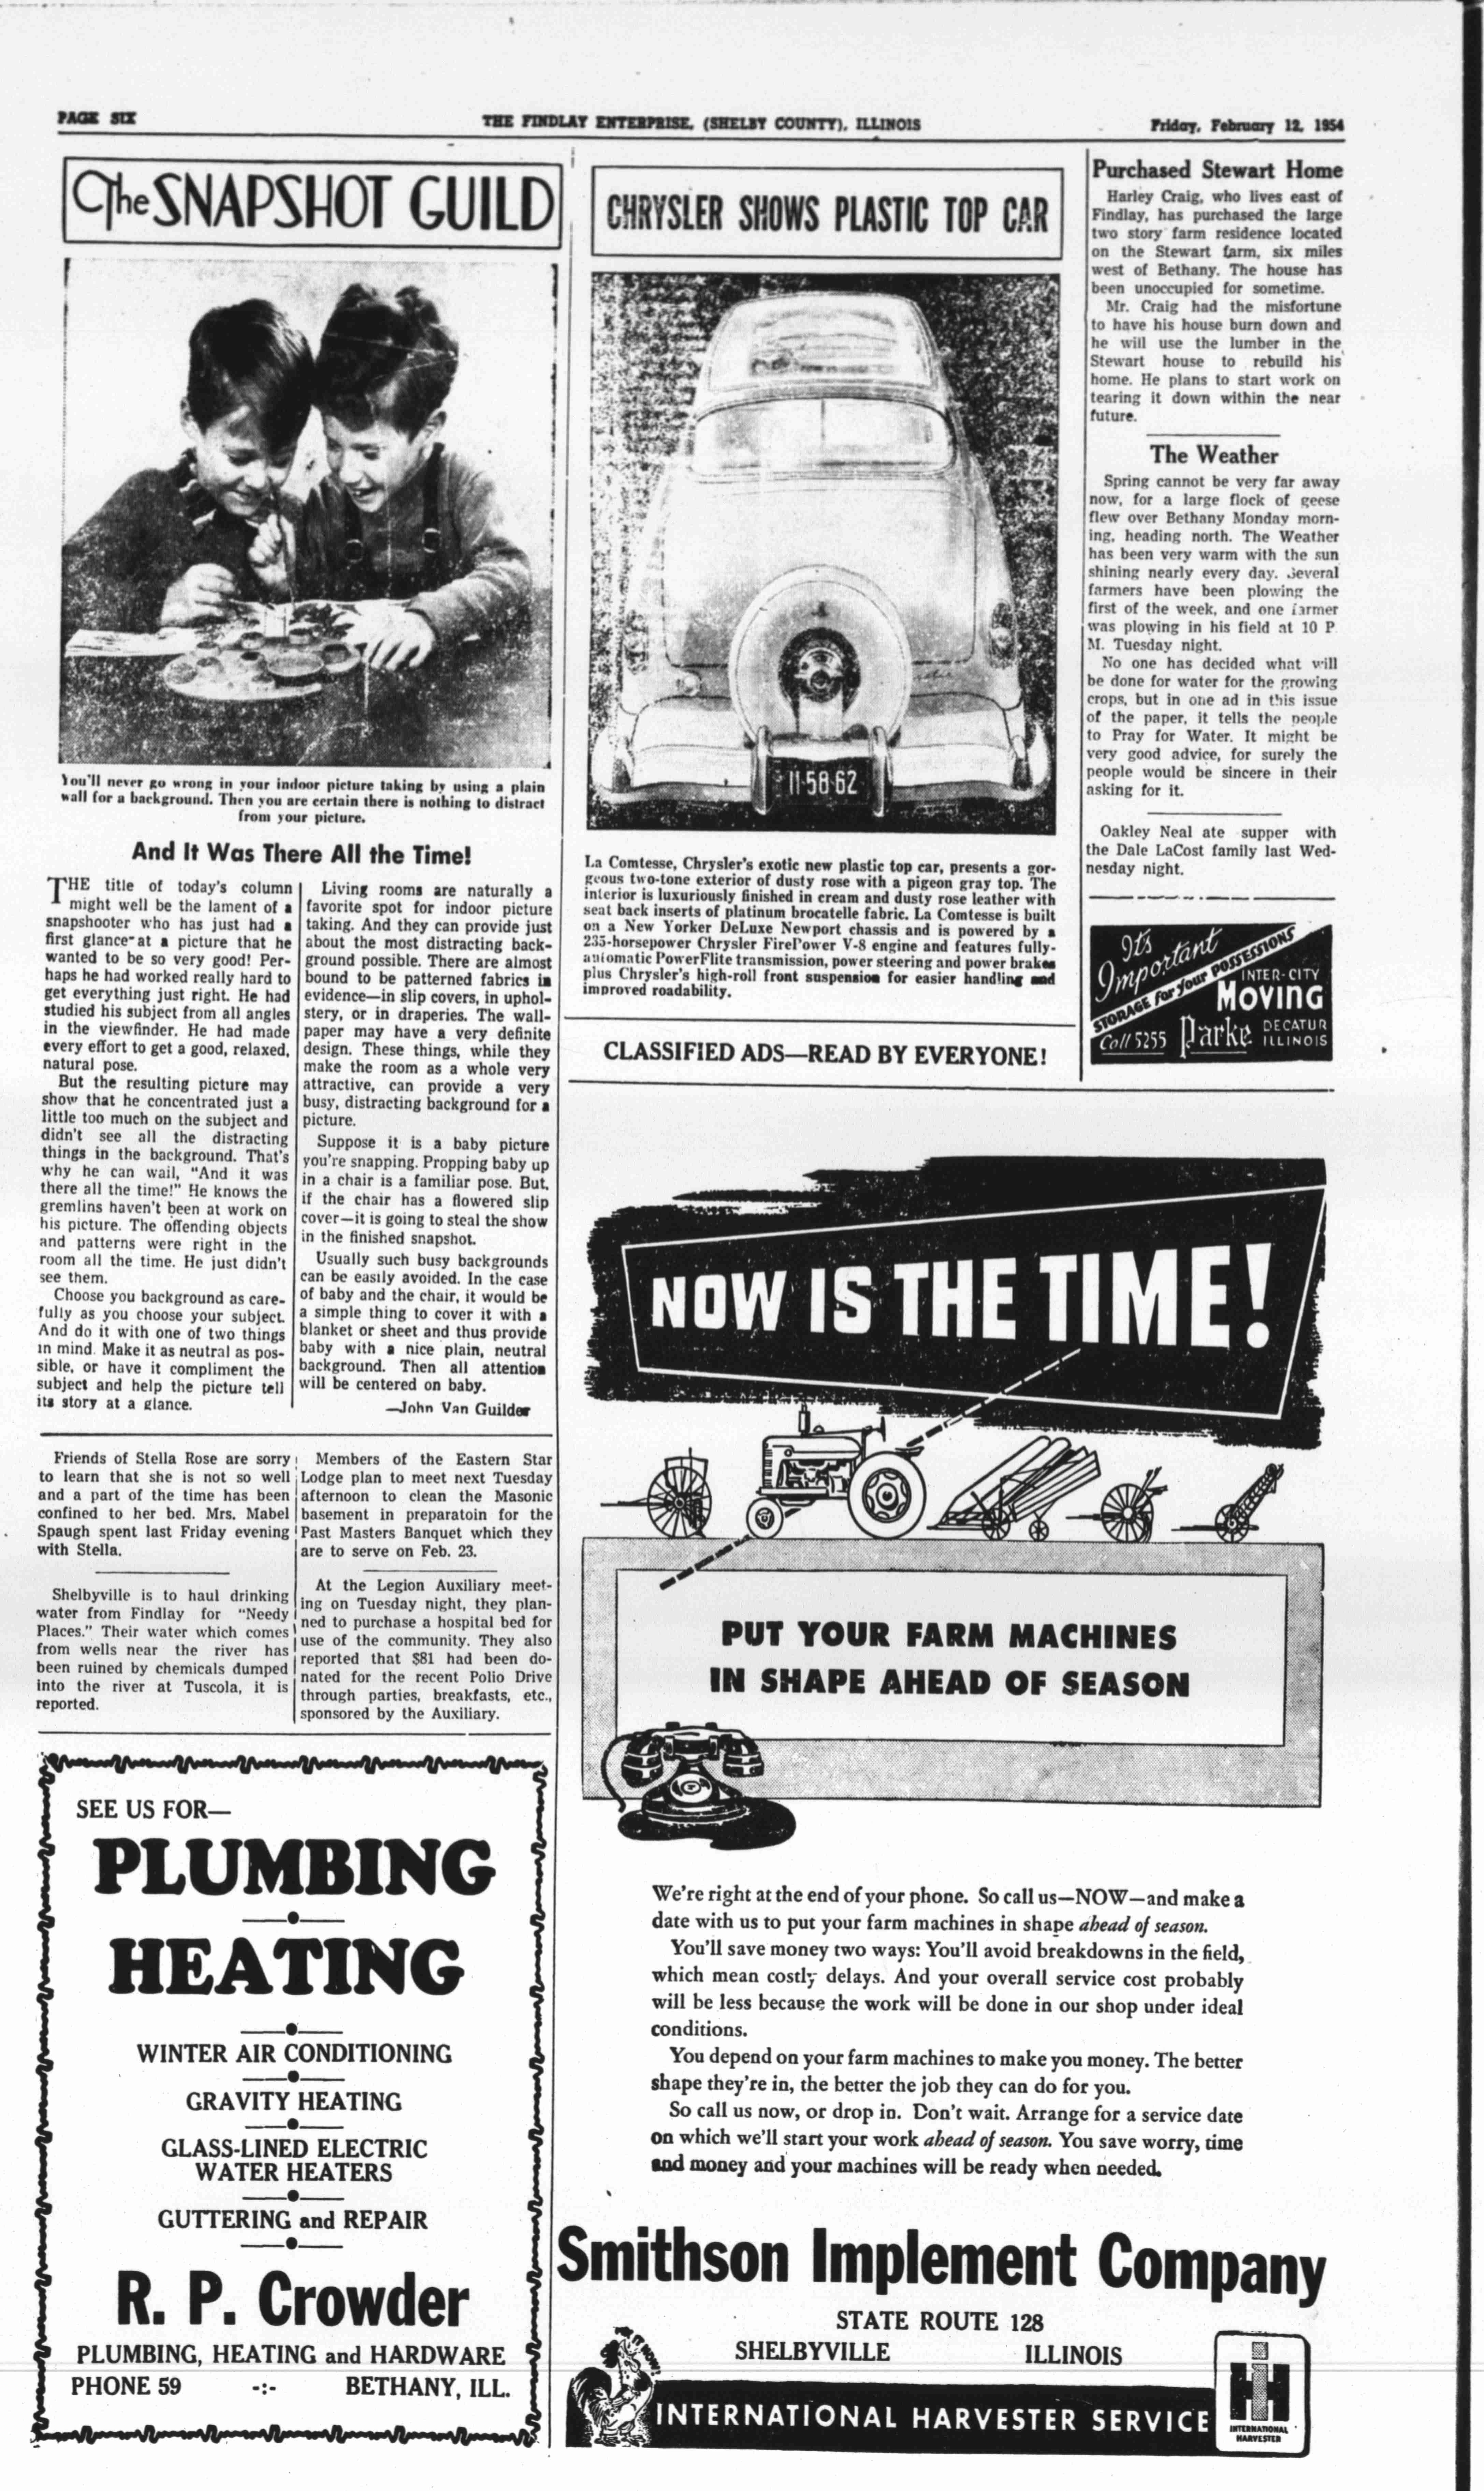 PAGE SIX
THE FINDLAY ENTERPRISE, (SHELBY COUNTY), ILLINOIS
Friday, February 12, 1954
The SNAPSHOT GUILD
You'll never go wrong in your indoor picture taking by using a plain
wall for a background. Then you are certain there is nothing to distract
from your picture.
And It Was There All the Time!
THE title of today's column
might well be the lament of a
snapshooter who has just had a
first glance at a picture that he
wanted to be so very good! Per-
haps he had worked really hard to
get everything just right. He had
studied his subject from all angles
in the viewfinder. He had made
every effort to get a good, relaxed,
natural pose.
But the resulting picture may
show that he concentrated just a
little too much on the subject and
didn't see all the distracting
things in the background. That's
why he can wail, "And it was
there all the time!" He knows the
gremlins haven't been at work on
his picture. The offending objects
and patterns were right in the
room all the time. He just didn't
see them.
Choose you background as care-
fully as you choose your subject.
And do it with one of two things
in mind. Make it as neutral as pos-
sible, or have it compliment the
subject and help the picture tell
its story at a glance.
Living rooms are naturally a
favorite spot for indoor picture
taking. And they can provide just
about the most distracting back-
ground possible. There are almost
bound to be patterned fabrics in
evidence—in slip covers, in uphol-
stery, or in draperies. The wall-
paper may have a very definite
design. These things, while they
make the room as a whole very
attractive, can provide a very
busy, distracting background for a
picture.
Suppose it is a baby picture
you're snapping. Propping baby up
in a chair is a familiar pose. But,
if the chair has a flowered slip
cover—it is going to steal the show
in the finished snapshot.
Usually such busy backgrounds
can be easily avoided. In the case
of baby and the chair, it would be
a simple thing to cover it with a
blanket or sheet and thus provide
baby with a nice plain, neutral
background. Then all attention
will be centered on baby.
—John Van Guilder
Friends of Stella Rose are sorry
to learn that she is not so well
and a part of the time has been
confined to her bed. Mrs. Mabel
Spaugh spent last Friday evening
with Stella.
Shelbyville is to haul drinking
water from Findlay for "Needy
Places." Their water which comes
from wells near the river has
been ruined by chemicals dumped
into the river at Tuscola, it is
reported.
Members of the Eastern Star
Lodge plan to meet next Tuesday
afternoon to clean the Masonic
basement in preparatoin for the
Past Masters Banquet which they
are to serve on Feb. 23.
At the Legion Auxiliary meet-
ing on Tuesday night, they plan-
ned to purchase a hospital bed for
use of the community. They also
reported that $81 had been do-
nated for the recent Polio Drive
through parties, breakfasts, etc.,
sponsored by the Auxiliary.
SEE US FOR—
PLUMBING
HEATING
WINTER AIR CONDITIONING
GRAVITY HEATING
GLASS-LINED ELECTRIC
WATER HEATERS
GUTTERING and REPAIR
R. P. Crowder
PLUMBING, HEATING and HARDWARE
PHONE 59 -:- BETHANY, ILL.
CHRYSLER SHOWS PLASTIC TOP CAR
11-58-62
La Comtesse, Chrysler's exotic new plastic top car, presents a gor-
geous two-tone exterior of dusty rose with a pigeon gray top. The
interior is luxuriously finished in cream and dusty rose leather with
seat back inserts of platinum brocatelle fabric. La Comtesse is built
on a New Yorker DeLuxe Newport chassis and is powered by a
235-horsepower Chrysler FirePower V-8 engine and features fully-
automatic PowerFlite transmission, power steering and power brakes
plus Chrysler's high-roll front suspension for easier handling and
improved roadability.
CLASSIFIED ADS—READ BY EVERYONE!
Purchased Stewart Home
Harley Craig, who lives east of
Findlay, has purchased the large
two story farm residence located
on the Stewart farm, six miles
west of Bethany. The house has
been unoccupied for sometime.
Mr. Craig had the misfortune
to have his house burn down and
he will use the lumber in the
Stewart house to rebuild his
home. He plans to start work on
tearing it down within the near
future.
The Weather
Spring cannot be very far away
now, for a large flock of geese
flew over Bethany Monday morn-
ing, heading north. The Weather
has been very warm with the sun
shining nearly every day. Several
farmers have been plowing the
first of the week, and one farmer
was plowing in his field at 10 P.
M. Tuesday night.
No one has decided what will
be done for water for the growing
crops, but in one ad in this issue
of the paper, it tells the people
to Pray for Water. It might be
very good advice, for surely the
people would be sincere in their
asking for it.
Oakley Neal ate supper with
the Dale LaCost family last Wed-
nesday night.
It's
Important
STORAGE for your POSSESSIONS
INTER-CITY
MOVING
Call 5255 Parke DECATUR
ILLINOIS
NOW IS THE TIME!
PUT YOUR FARM MACHINES
IN SHAPE AHEAD OF SEASON
We're right at the end of your phone. So call us—NOW—and make a
date with us to put your farm machines in shape ahead of season.
You'll save money two ways: You'll avoid breakdowns in the field,
which mean costly delays. And your overall service cost probably
will be less because the work will be done in our shop under ideal
conditions.
You depend on your farm machines to make you money. The better
shape they're in, the better the job they can do for you.
So call us now, or drop in. Don't wait. Arrange for a service date
on which we'll start your work ahead of season. You save worry, time
and money and your machines will be ready when needed.
Smithson Implement Company
STATE ROUTE 128
SHELBYVILLE ILLINOIS
INTERNATIONAL HARVESTER SERVICE
IH
INTERNATIONAL
HARVESTER